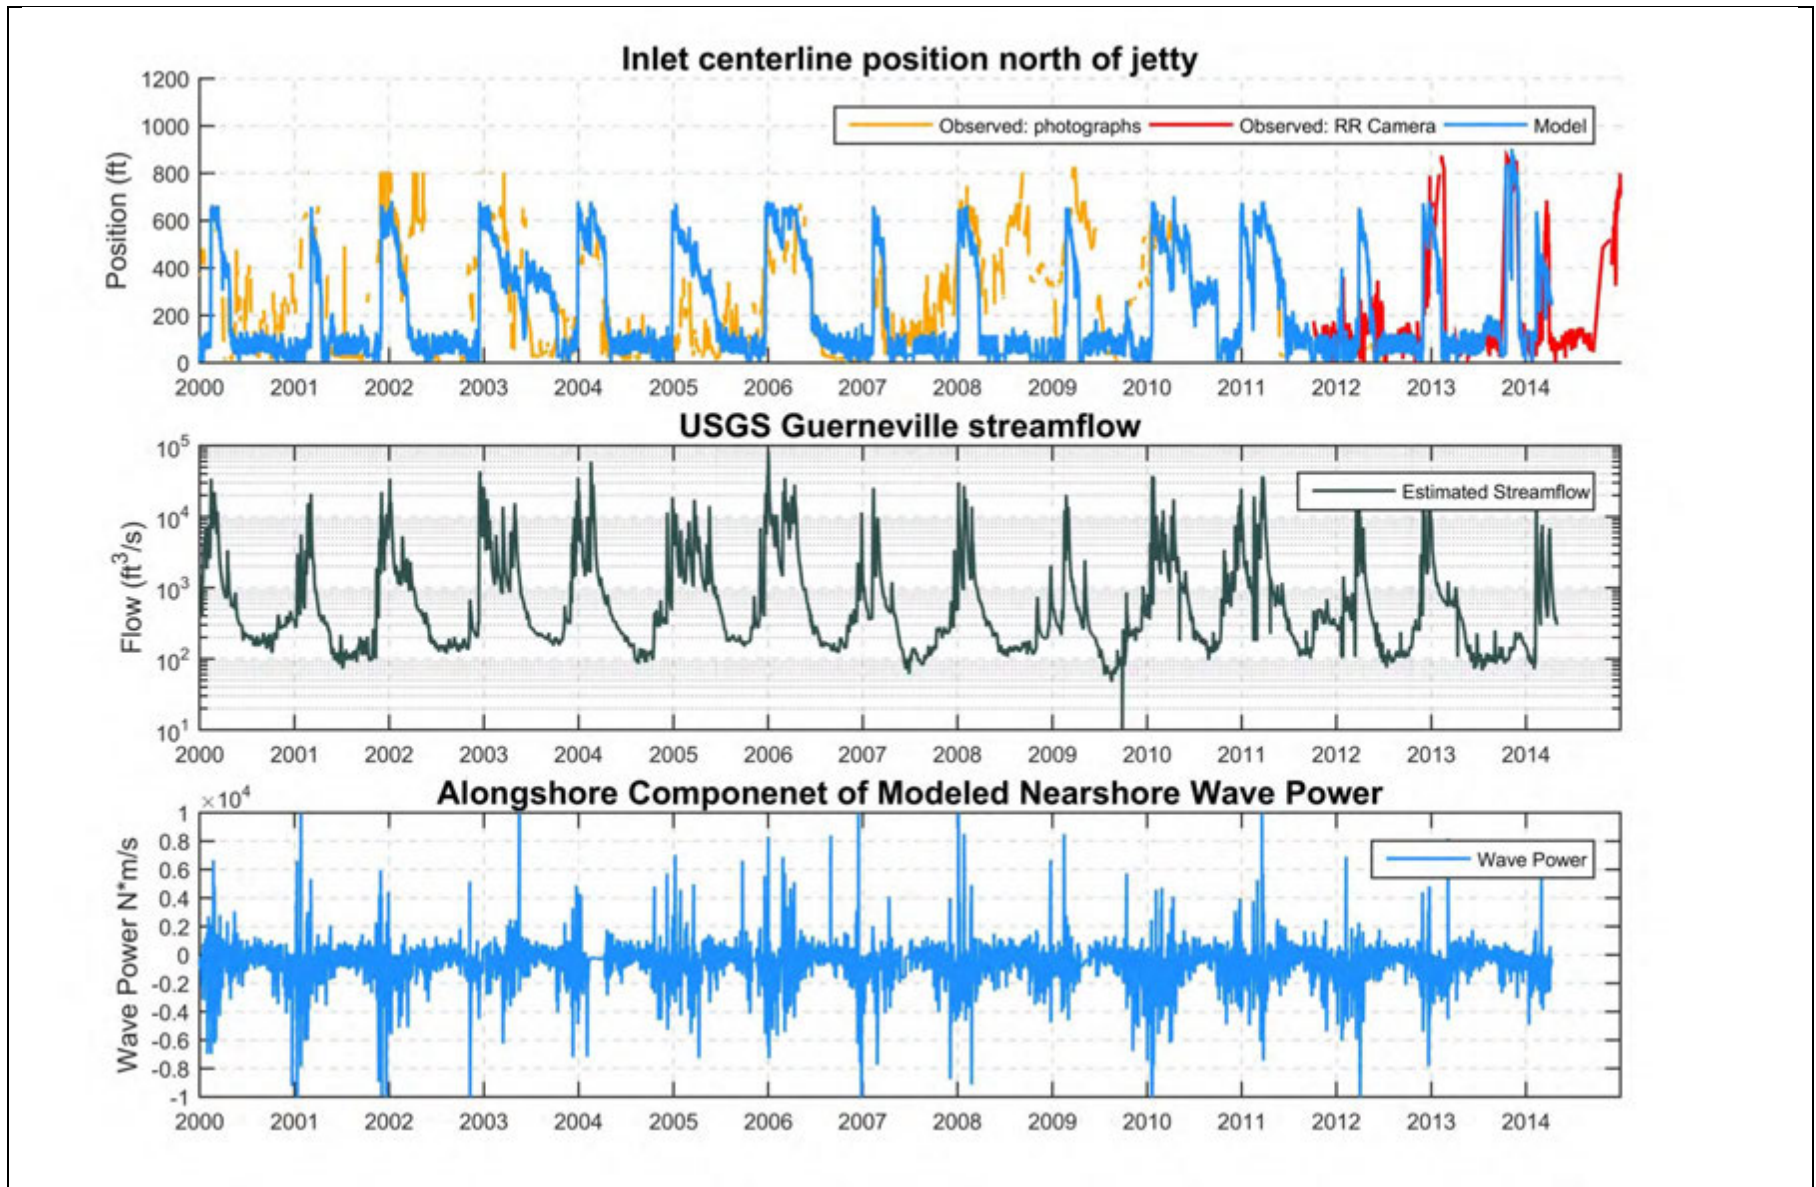 Inlet centerline position north of jetty
1200
1000
800
600
400
200
0
Position (ft)
Observed: photographs Observed: RR Camera Model
2000 2001 2002 2003 2004 2005 2006 2007 2008 2009 2010 2011 2012 2013 2014
USGS Guerneville streamflow
10^5
10^4
10^3
10^2
10^1
Flow (ft^3/s)
Estimated Streamflow
2000 2001 2002 2003 2004 2005 2006 2007 2008 2009 2010 2011 2012 2013 2014
Alongshore Componenet of Modeled Nearshore Wave Power
×10^4
1
0.8
0.6
0.4
0.2
0
-0.2
-0.4
-0.6
-0.8
-1
Wave Power N*m/s
Wave Power
2000 2001 2002 2003 2004 2005 2006 2007 2008 2009 2010 2011 2012 2013 2014